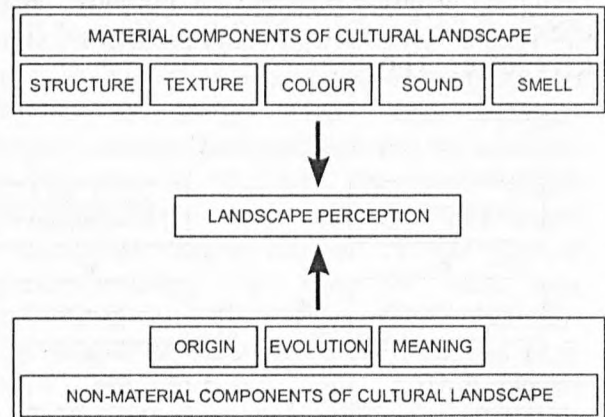 MATERIAL COMPONENTS OF CULTURAL LANDSCAPE
STRUCTURE TEXTURE COLOUR SOUND SMELL
LANDSCAPE PERCEPTION
ORIGIN EVOLUTION MEANING
NON-MATERIAL COMPONENTS OF CULTURAL LANDSCAPE